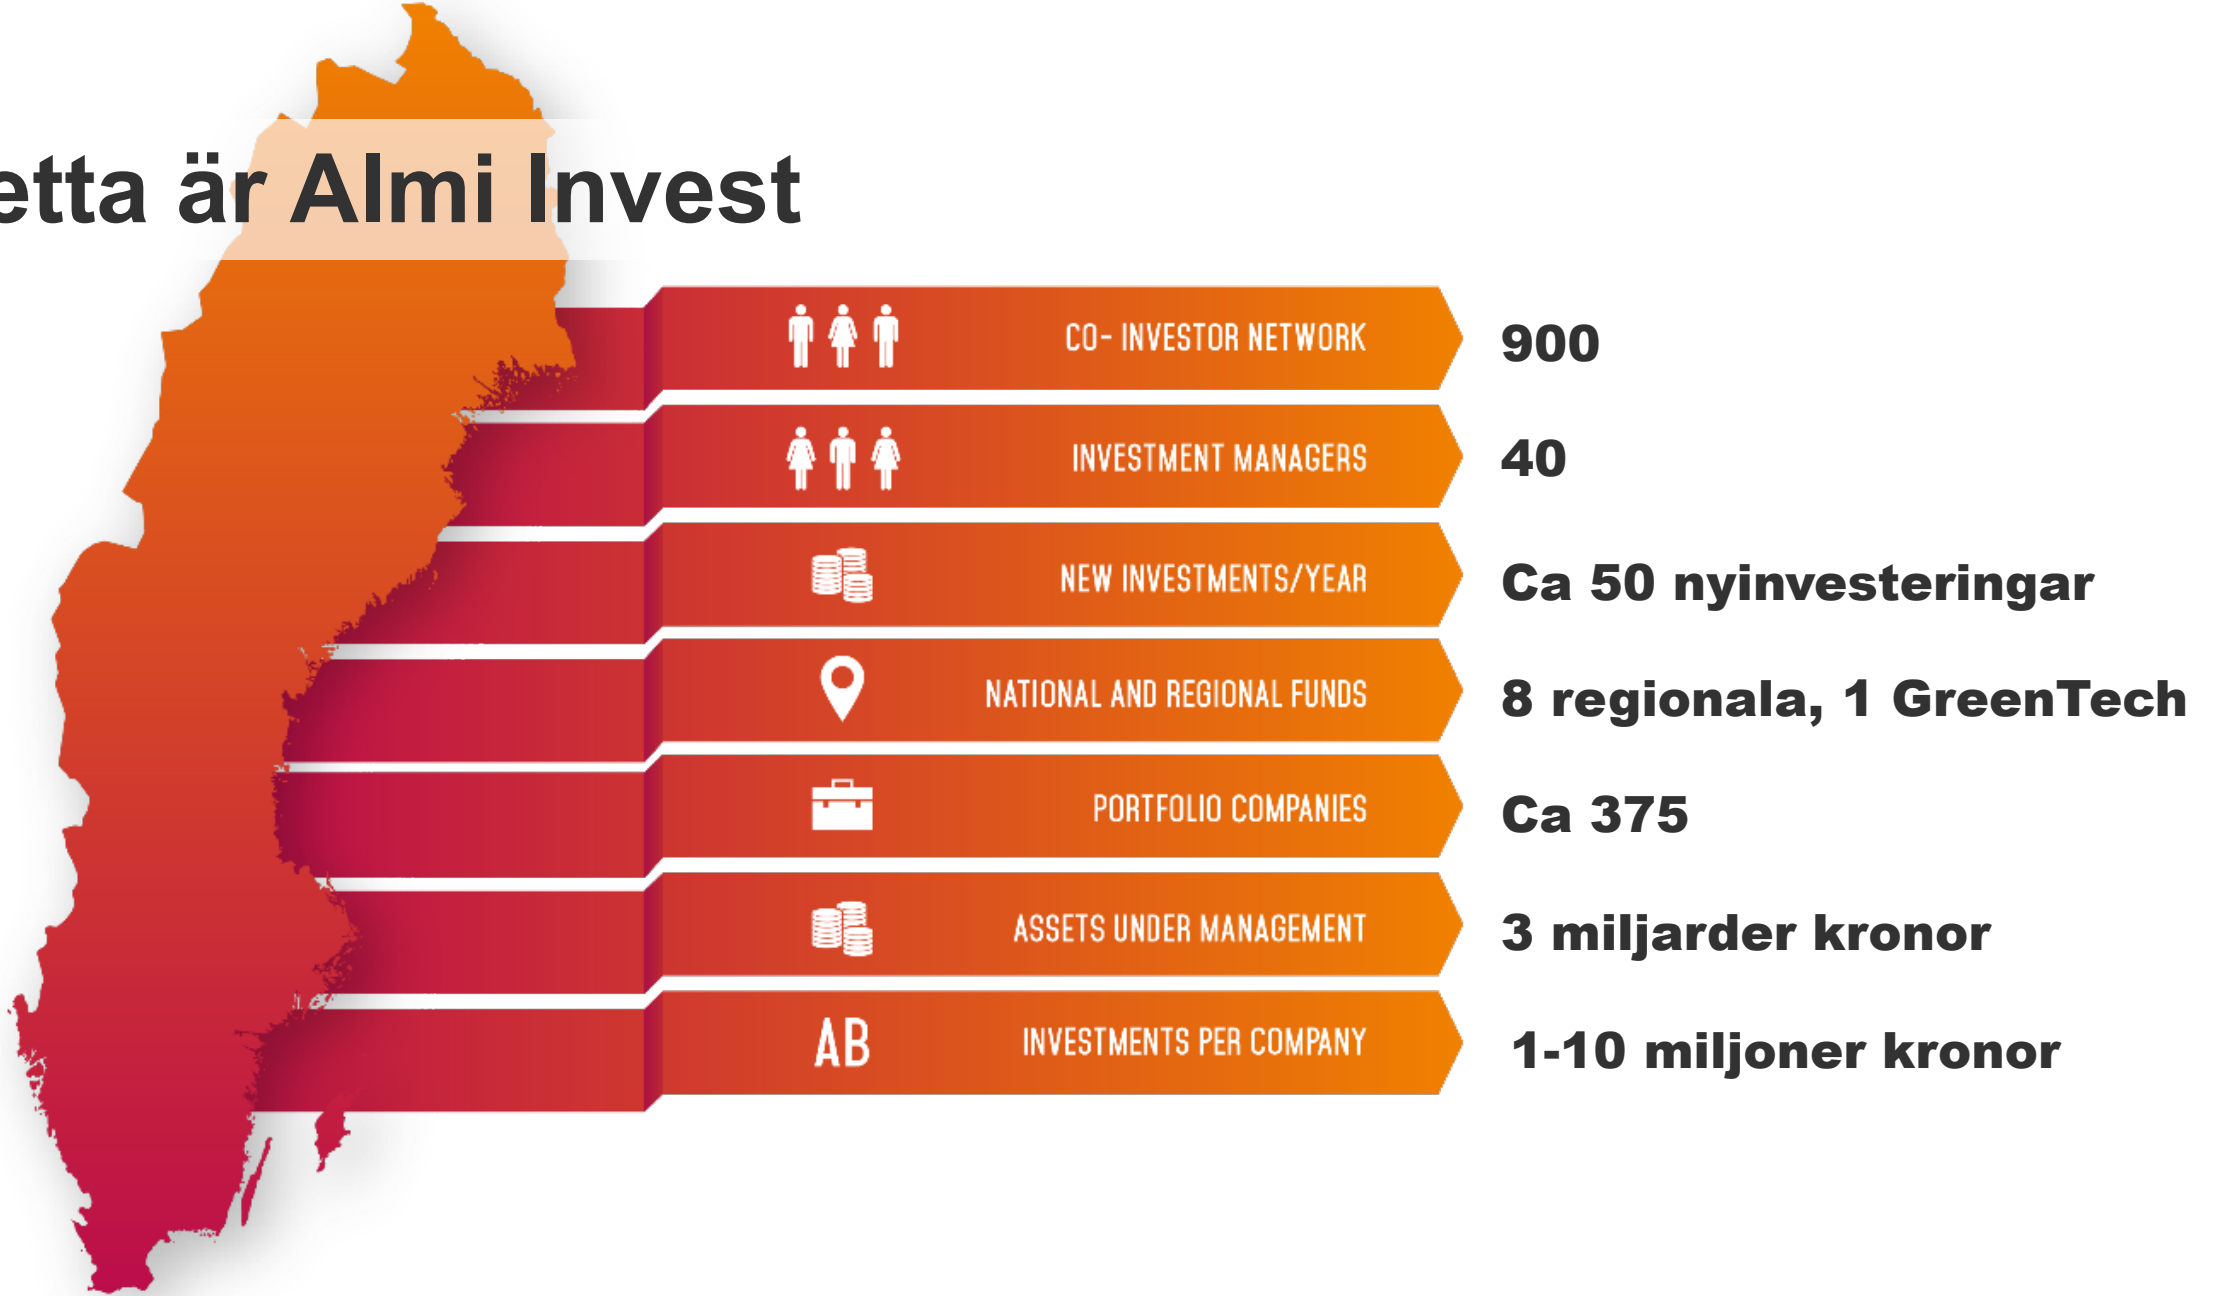 etta är Almi Invest
CO- INVESTOR NETWORK 900
INVESTMENT MANAGERS 40
NEW INVESTMENTS/YEAR Ca 50 nyinvesteringar
NATIONAL AND REGIONAL FUNDS 8 regionala, 1 GreenTech
PORTFOLIO COMPANIES Ca 375
ASSETS UNDER MANAGEMENT 3 miljarder kronor
AB INVESTMENTS PER COMPANY 1-10 miljoner kronor